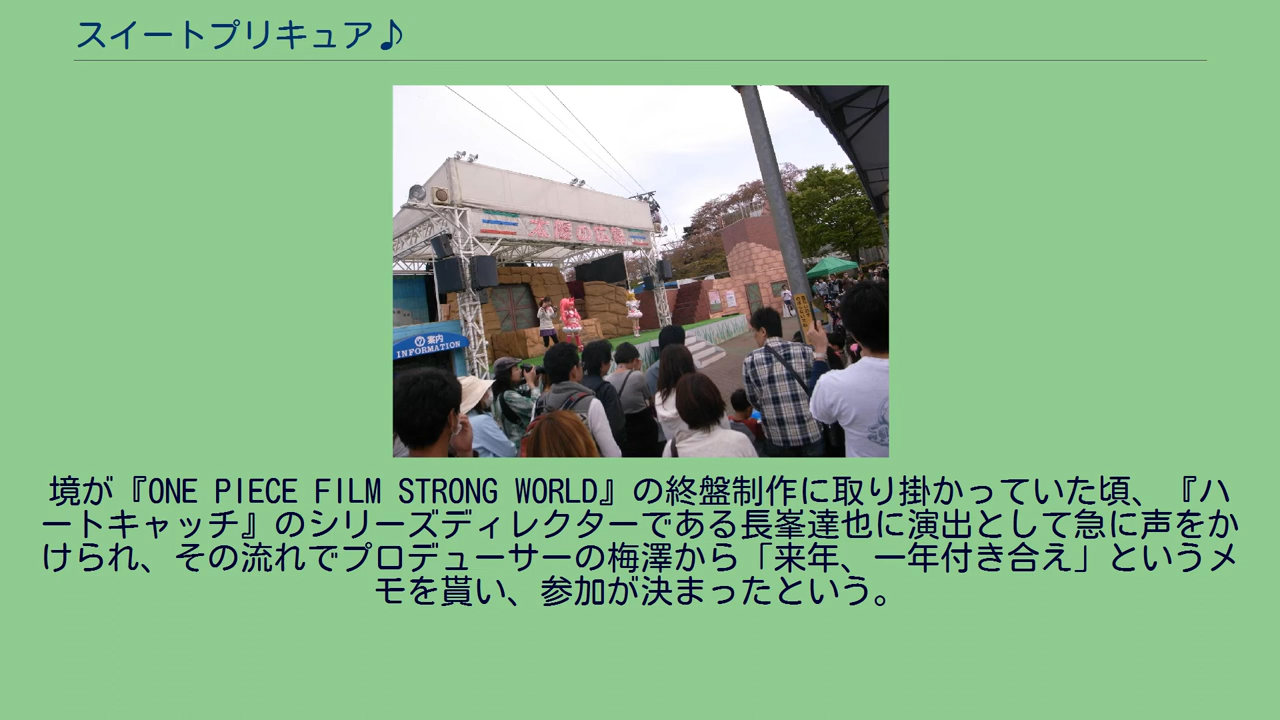 スイートプリキュア♪
案内
INFORMATION
境が『ONE PIECE FILM STRONG WORLD』の終盤制作に取り掛かっていた頃、『ハ
ートキャッチ』のシリーズディレクターである長峯達也に演出として急に声をか
けられ、その流れでプロデューサーの梅澤から「来年、一年付き合え」というメ
モを貰い、参加が決まったという。